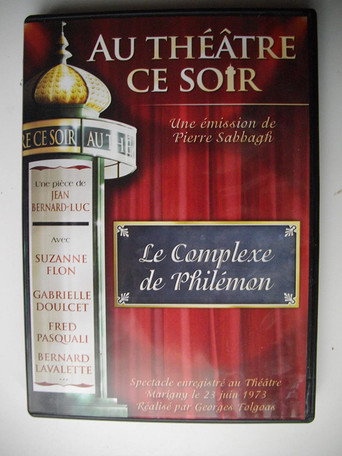 AU THÉÂTRE
CE SOIR
Une émission de
Pierre Sabbagh
RE CE SOIR AU THÉ
Une pièce de
JEAN
BERNARD-LUC
Avec
SUZANNE
FLON
GABRIELLE
DOULCET
FRED
PASQUALI
BERNARD
LAVALETTE
...
Le Complexe
de Philémon
Spectacle enregistré au Théâtre
Marigny le 23 juin 1973
Réalisé par Georges Folgoas